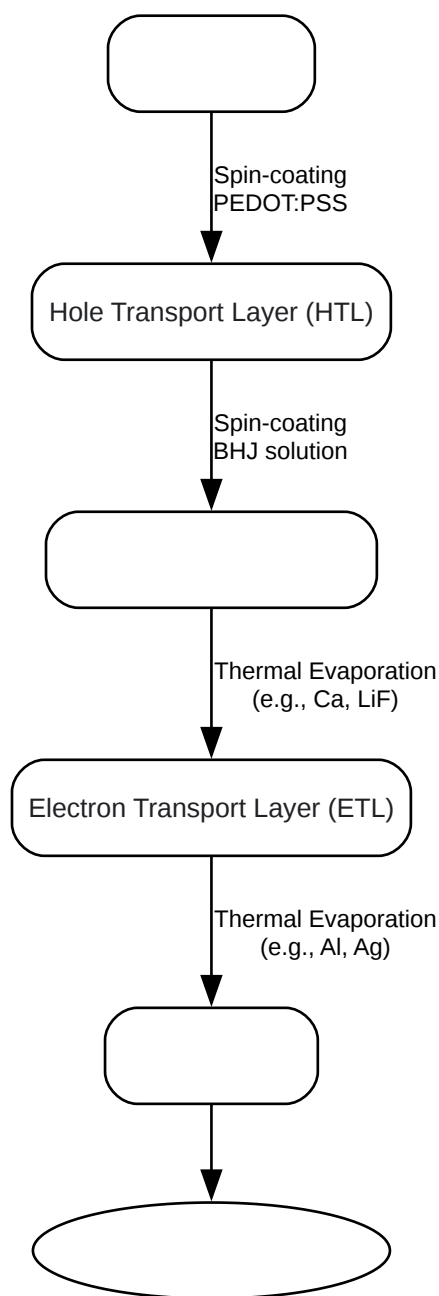 Spin-coating
PEDOT:PSS
Hole Transport Layer (HTL)
Spin-coating
BHJ solution
Thermal Evaporation
(e.g., Ca, LiF)
Electron Transport Layer (ETL)
Thermal Evaporation
(e.g., Al, Ag)